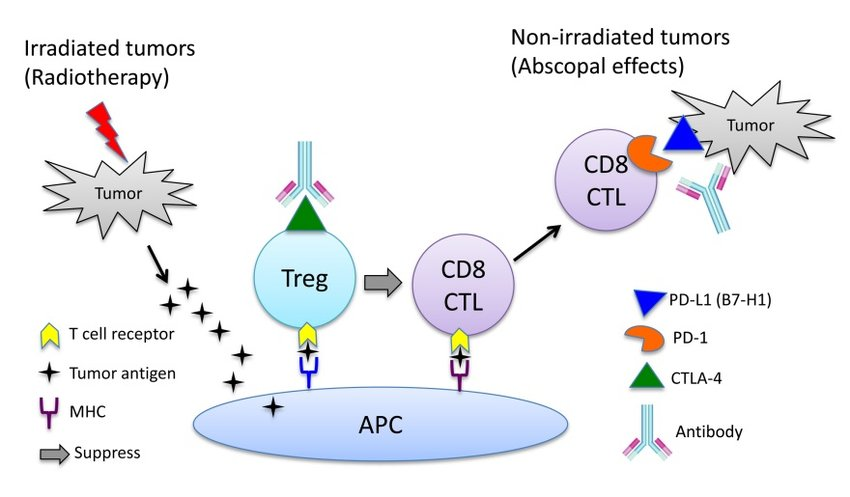 Irradiated tumors
(Radiotherapy)
Non-irradiated tumors
(Abscopal effects)
Tumor
Tumor
CD8
CTL
Treg
CD8
CTL
PD-L1 (B7-H1)
PD-1
CTLA-4
Antibody
T cell receptor
Tumor antigen
MHC
Suppress
APC